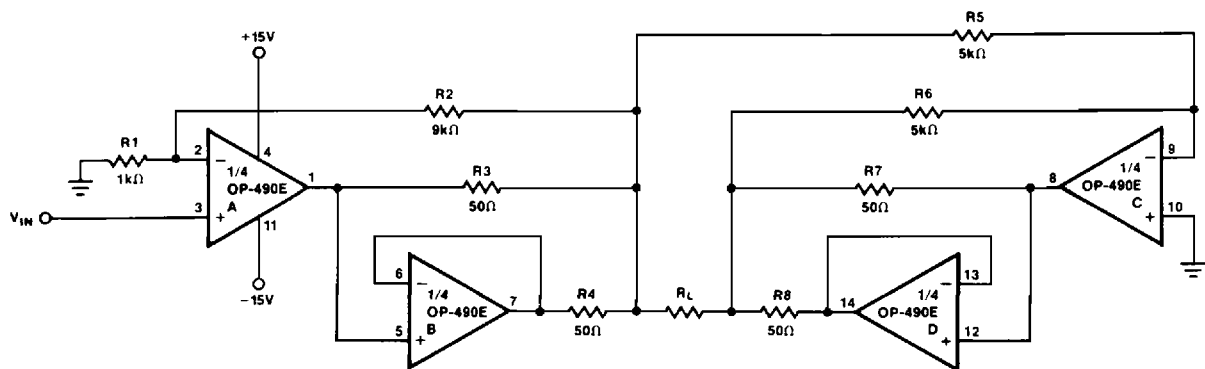 R5
5kΩ
+15V
R2
9kΩ
R6
5kΩ
R1
1kΩ
2
−
4
1/4
OP-490E
A
1
3
+
11
VIN
−15V
R3
50Ω
R7
50Ω
8
9
−
1/4
OP-490E
C
10
+
6
−
1/4
OP-490E
B
7
5
+
R4
50Ω
RL
R8
50Ω
14
13
−
1/4
OP-490E
D
12
+